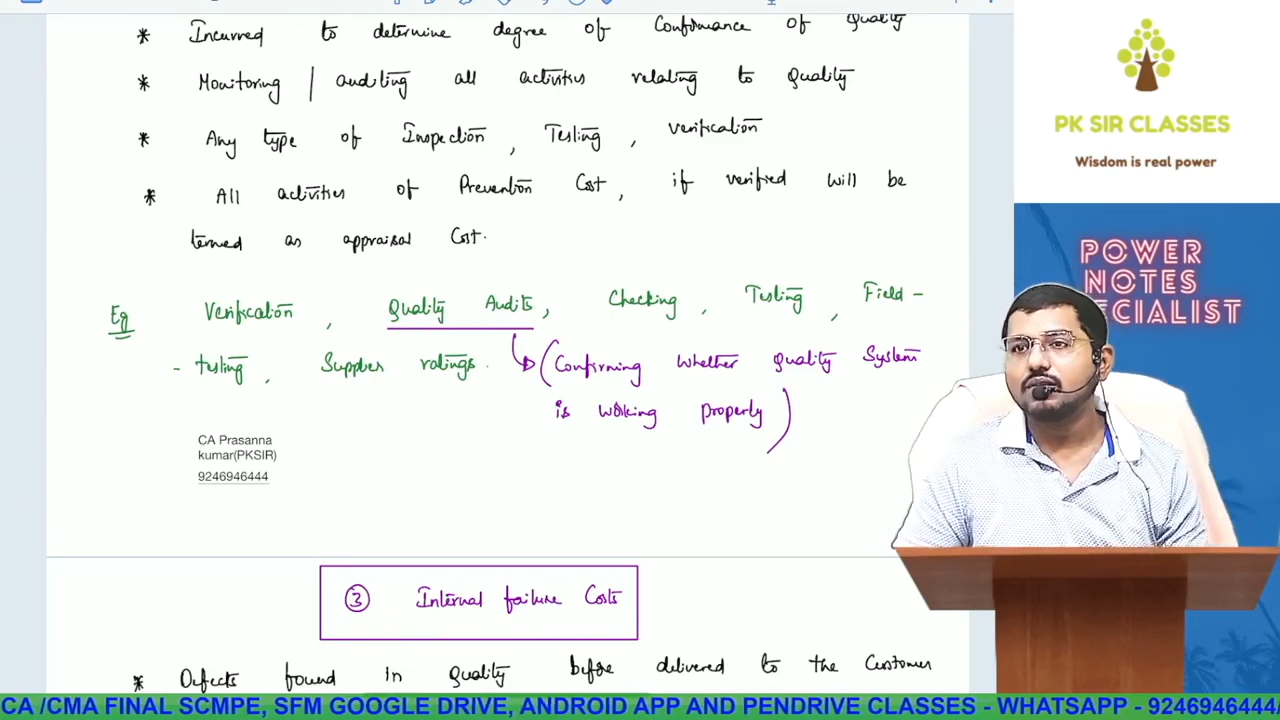 * Incurred to determine degree of Conformance of Quality
* Monitoring / auditing all activities relating to Quality
* Any type of Inspection, Testing, verification
* All activities of Prevention Cost, if verified will be
termed as appraisal Cost.
Eg Verification, Quality Audits, Checking, Testing, Field-
- testing, Supplier ratings. (Confirming whether quality System
is working properly)
CA Prasanna
kumar(PKSIR)
9246946444
③ Internal failure Costs
* Defects found in Quality before delivered to the Customer
PK SIR CLASSES
Wisdom is real power
POWER
NOTES
SPECIALIST
CA /CMA FINAL SCMPE, SFM GOOGLE DRIVE, ANDROID APP AND PENDRIVE CLASSES - WHATSAPP - 9246946444/